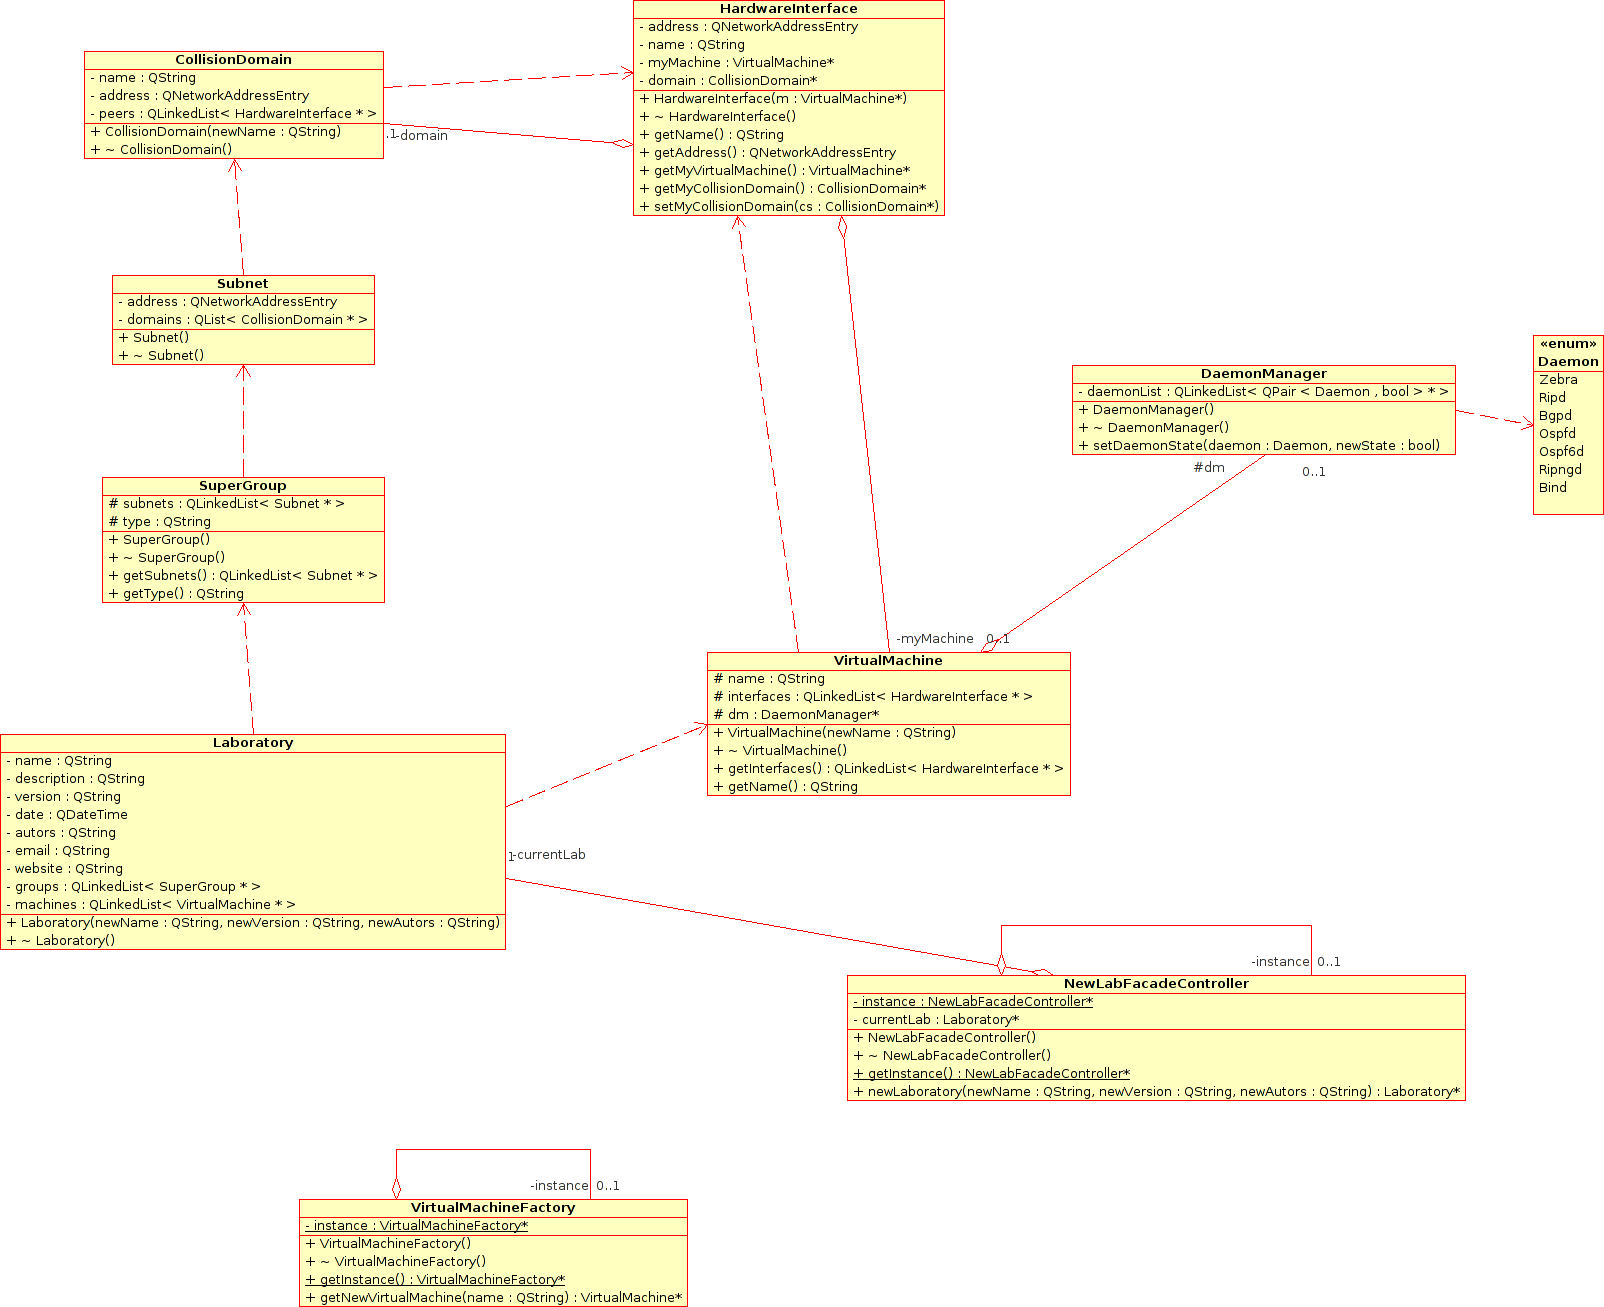 HardwareInterface
- address : QNetworkAddressEntry
- name : QString
- myMachine : VirtualMachine*
- domain : CollisionDomain*
+ HardwareInterface(m : VirtualMachine*)
+ ~ HardwareInterface()
+ getName() : QString
+ getAddress() : QNetworkAddressEntry
+ getMyVirtualMachine() : VirtualMachine*
+ getMyCollisionDomain() : CollisionDomain*
+ setMyCollisionDomain(cs : CollisionDomain*)
CollisionDomain
- name : QString
- address : QNetworkAddressEntry
- peers : QLinkedList< HardwareInterface * >
+ CollisionDomain(newName : QString)
+ ~ CollisionDomain()
..1
-domain
Subnet
- address : QNetworkAddressEntry
- domains : QList< CollisionDomain * >
+ Subnet()
+ ~ Subnet()
DaemonManager
- daemonList : QLinkedList< QPair < Daemon , bool > * >
+ DaemonManager()
+ ~ DaemonManager()
+ setDaemonState(daemon : Daemon, newState : bool)
«enum»
Daemon
Zebra
Ripd
Bgpd
Ospfd
Ospf6d
Ripngd
Bind
#dm
0..1
SuperGroup
# subnets : QLinkedList< Subnet * >
# type : QString
+ SuperGroup()
+ ~ SuperGroup()
+ getSubnets() : QLinkedList< Subnet * >
+ getType() : QString
-myMachine
0..1
VirtualMachine
# name : QString
# interfaces : QLinkedList< HardwareInterface * >
# dm : DaemonManager*
+ VirtualMachine(newName : QString)
+ ~ VirtualMachine()
+ getInterfaces() : QLinkedList< HardwareInterface * >
+ getName() : QString
Laboratory
- name : QString
- description : QString
- version : QString
- date : QDateTime
- autors : QString
- email : QString
- website : QString
- groups : QLinkedList< SuperGroup * >
- machines : QLinkedList< VirtualMachine * >
+ Laboratory(newName : QString, newVersion : QString, newAutors : QString)
+ ~ Laboratory()
1
-currentLab
-instance
0..1
NewLabFacadeController
- instance : NewLabFacadeController*
- currentLab : Laboratory*
+ NewLabFacadeController()
+ ~ NewLabFacadeController()
+ getInstance() : NewLabFacadeController*
+ newLaboratory(newName : QString, newVersion : QString, newAutors : QString) : Laboratory*
-instance
0..1
VirtualMachineFactory
- instance : VirtualMachineFactory*
+ VirtualMachineFactory()
+ ~ VirtualMachineFactory()
+ getInstance() : VirtualMachineFactory*
+ getNewVirtualMachine(name : QString) : VirtualMachine*